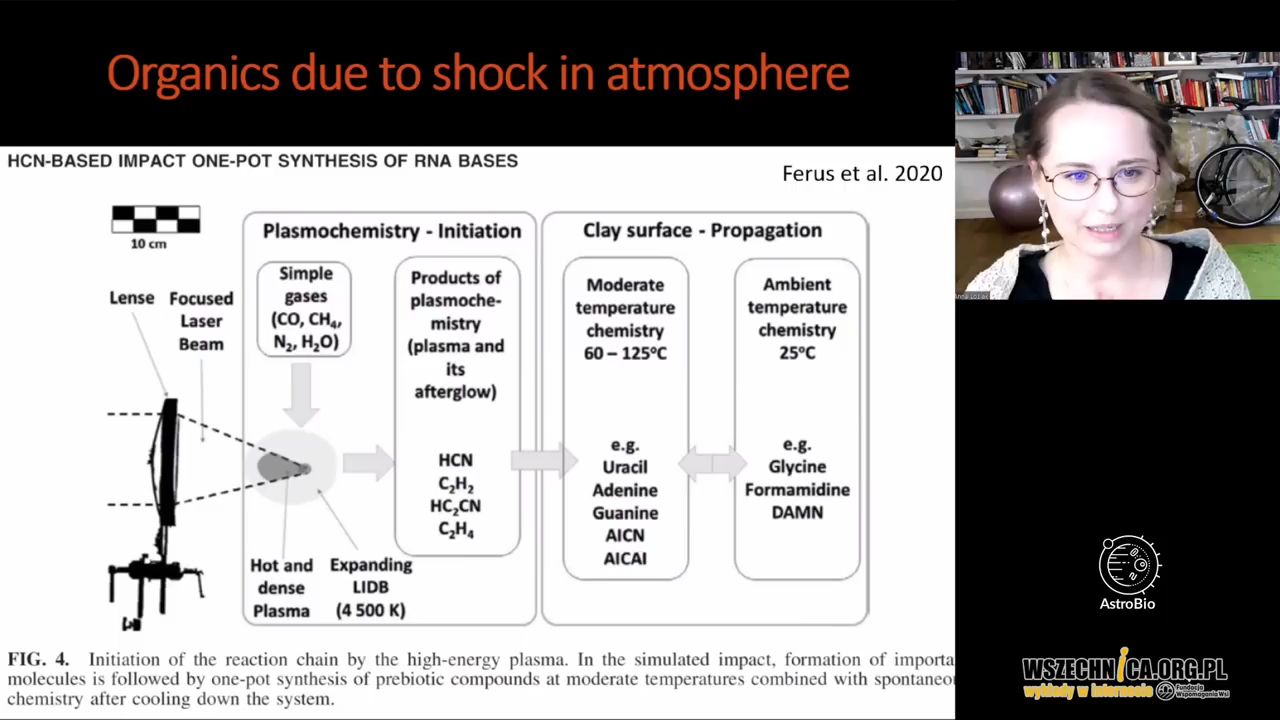 Organics due to shock in atmosphere
HCN-BASED IMPACT ONE-POT SYNTHESIS OF RNA BASES
Ferus et al. 2020
10 cm
Lense
Focused
Laser
Beam
Plasmochemistry - Initiation
Simple
gases
(CO, CH₄,
N₂, H₂O)
Products of
plasmoche-
mistry
(plasma and
its
afterglow)
HCN
C₂H₂
HC₂CN
C₂H₄
Hot and
dense
Plasma
Expanding
LIDB
(4 500 K)
Clay surface - Propagation
Moderate
temperature
chemistry
60 – 125°C
e.g.
Uracil
Adenine
Guanine
AICN
AICAI
Ambient
temperature
chemistry
25°C
e.g.
Glycine
Formamidine
DAMN
FIG. 4. Initiation of the reaction chain by the high-energy plasma. In the simulated impact, formation of importa
molecules is followed by one-pot synthesis of prebiotic compounds at moderate temperatures combined with spontaneo
chemistry after cooling down the system.
AstroBio
WSZECHNICA.ORG.PL
wykłady w internecie
Fundacja
Wspomagania Wsi